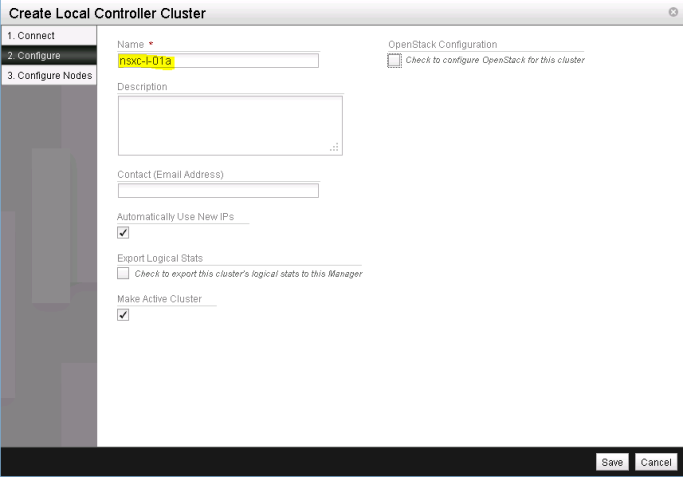 Create Local Controller Cluster
1. Connect
2. Configure
3. Configure Nodes
Name *
nsxc-l-01a
Description
Contact (Email Address)
Automatically Use New IPs
Export Logical Stats
Check to export this cluster's logical stats to this Manager
Make Active Cluster
OpenStack Configuration
Check to configure OpenStack for this cluster
Save Cancel